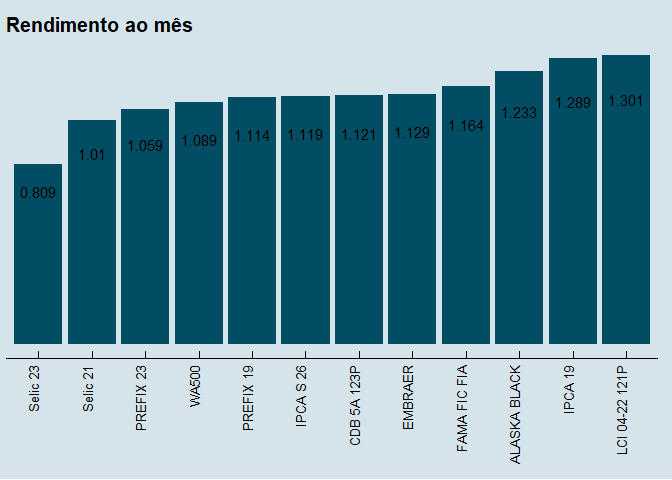 Rendimento ao mês
0.809
1.01
1.059
1.089
1.114
1.119
1.121
1.129
1.164
1.233
1.289
1.301
Selic 23
Selic 21
PREFIX 23
WA500
PREFIX 19
IPCA S 26
CDB 5A 123P
EMBRAER
FAMA FIC FIA
ALASKA BLACK
IPCA 19
LCI 04-22 121P